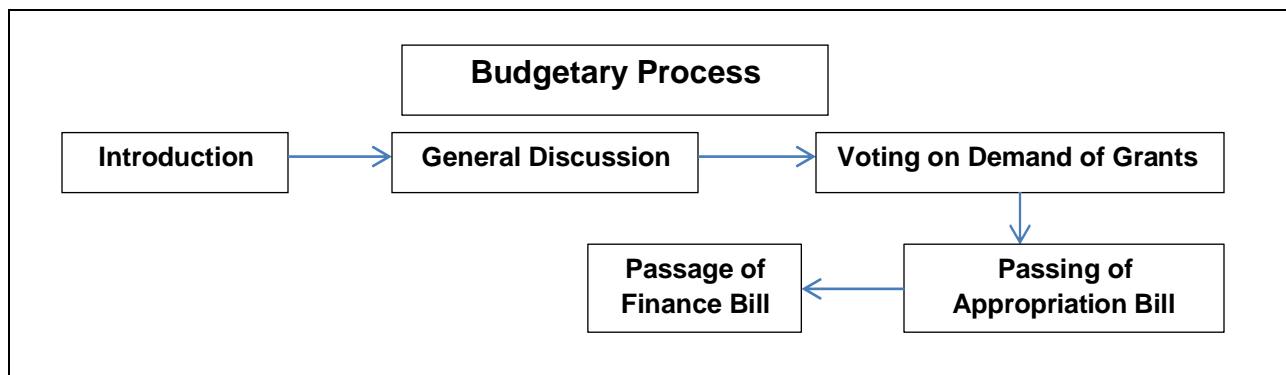 Budgetary Process
Introduction
General Discussion
Voting on Demand of Grants
Passing of
Appropriation Bill
Passage of
Finance Bill